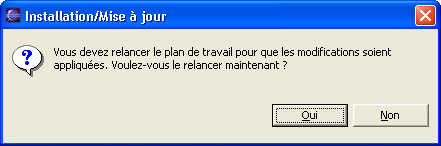 Installation/Mise à jour
Vous devez relancer le plan de travail pour que les modifications soient
appliquées. Voulez-vous le relancer maintenant ?
Oui
Non